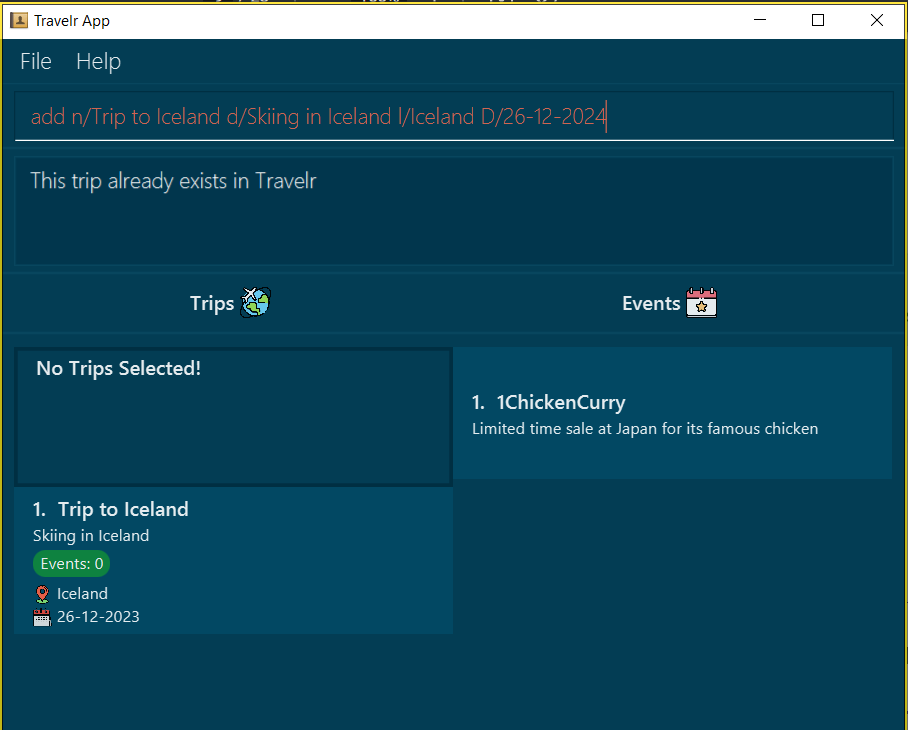 Travelr App
File Help
add n/Trip to Iceland d/Skiing in Iceland l/Iceland D/26-12-2024
This trip already exists in Travelr
Trips
Events
No Trips Selected!
1. 1ChickenCurry
Limited time sale at Japan for its famous chicken
1. Trip to Iceland
Skiing in Iceland
Events: 0
Iceland
26-12-2023